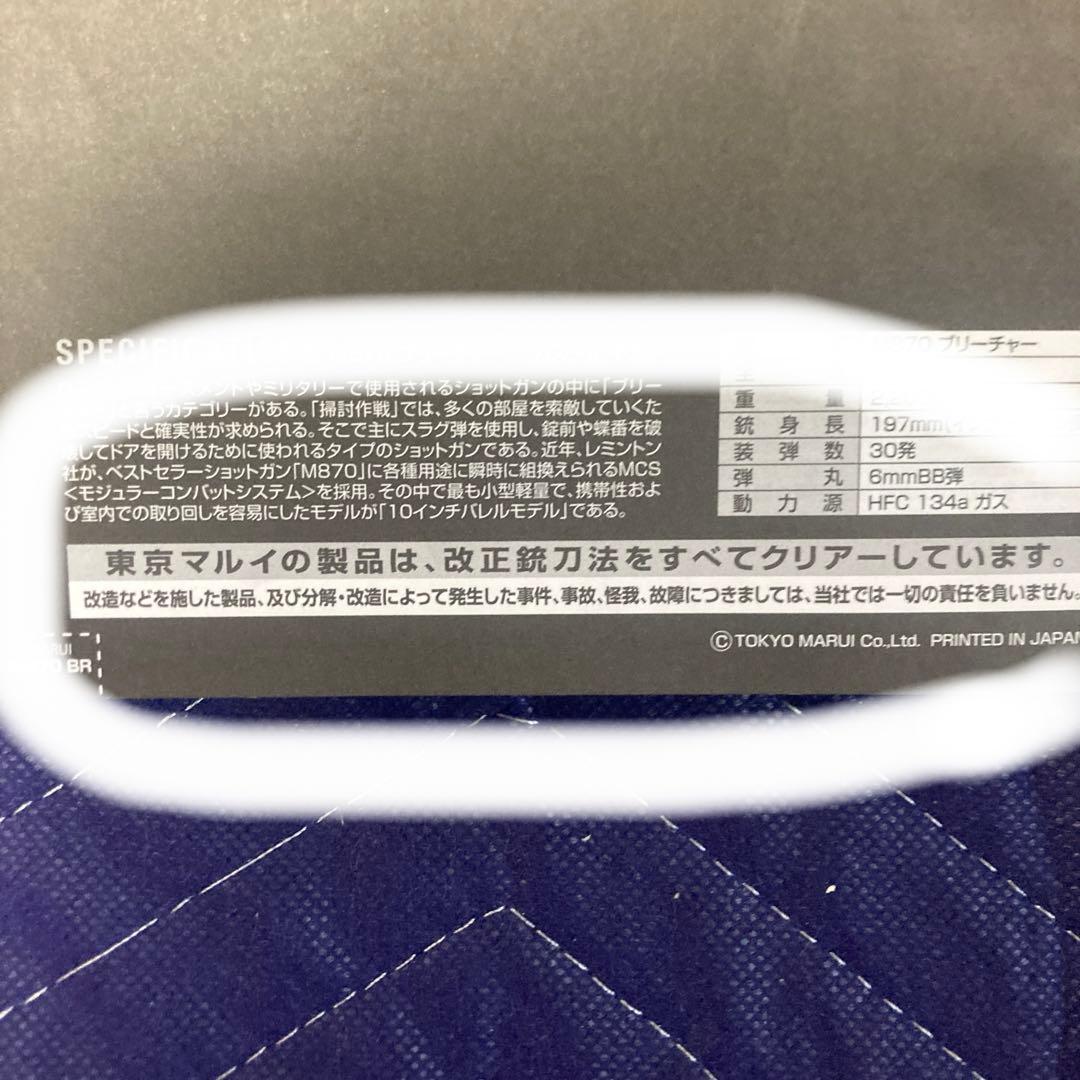 SPECIFI
メントやミリタリーで使用されるショットガンの中に「ブリー
言うカテゴリーがある。「掃討作戦」では、多くの部屋を索敵していくた
スピードと確実性が求められる。そこで主にスラグ弾を使用し、錠前や蝶番を破
してドアを開けるために使われるタイプのショットガンである。近年、レミントン
社が、ベストセラーショットガン「M870」に各種用途に瞬時に組換えられるMCS
<モジュラーコンバットシステム>を採用。その中で最も小型軽量で、携帯性およ
び室内での取り回しを容易にしたモデルが「10インチバレルモデル」である。
M870 ブリーチャー
重量
銃身長 197mm
装弾数 30発
弾丸 6mmBB弾
動力源 HFC 134a ガス
東京マルイの製品は、改正銃刀法をすべてクリアーしています。
改造などを施した製品、及び分解・改造によって発生した事件、事故、怪我、故障につきましては、当社では一切の責任を負いません。
©TOKYO MARUI Co.,Ltd. PRINTED IN JAPAN
RUI
70 BR